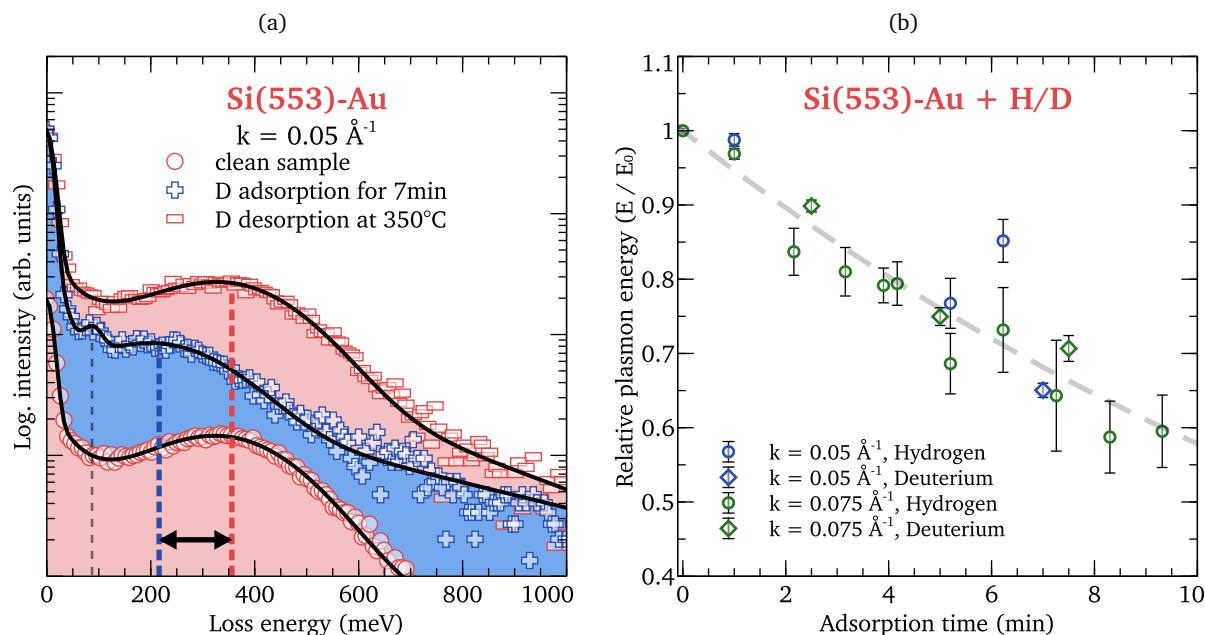 (a)
Si(553)-Au
k = 0.05 Å⁻¹
clean sample
D adsorption for 7min
D desorption at 350°C
Log. intensity (arb. units)
0 200 400 600 800 1000
Loss energy (meV)
(b)
Si(553)-Au + H/D
1.1
1
0.9
0.8
0.7
0.6
0.5
0.4
Relative plasmon energy (E / E₀)
k = 0.05 Å⁻¹, Hydrogen
k = 0.05 Å⁻¹, Deuterium
k = 0.075 Å⁻¹, Hydrogen
k = 0.075 Å⁻¹, Deuterium
0 2 4 6 8 10
Adsorption time (min)